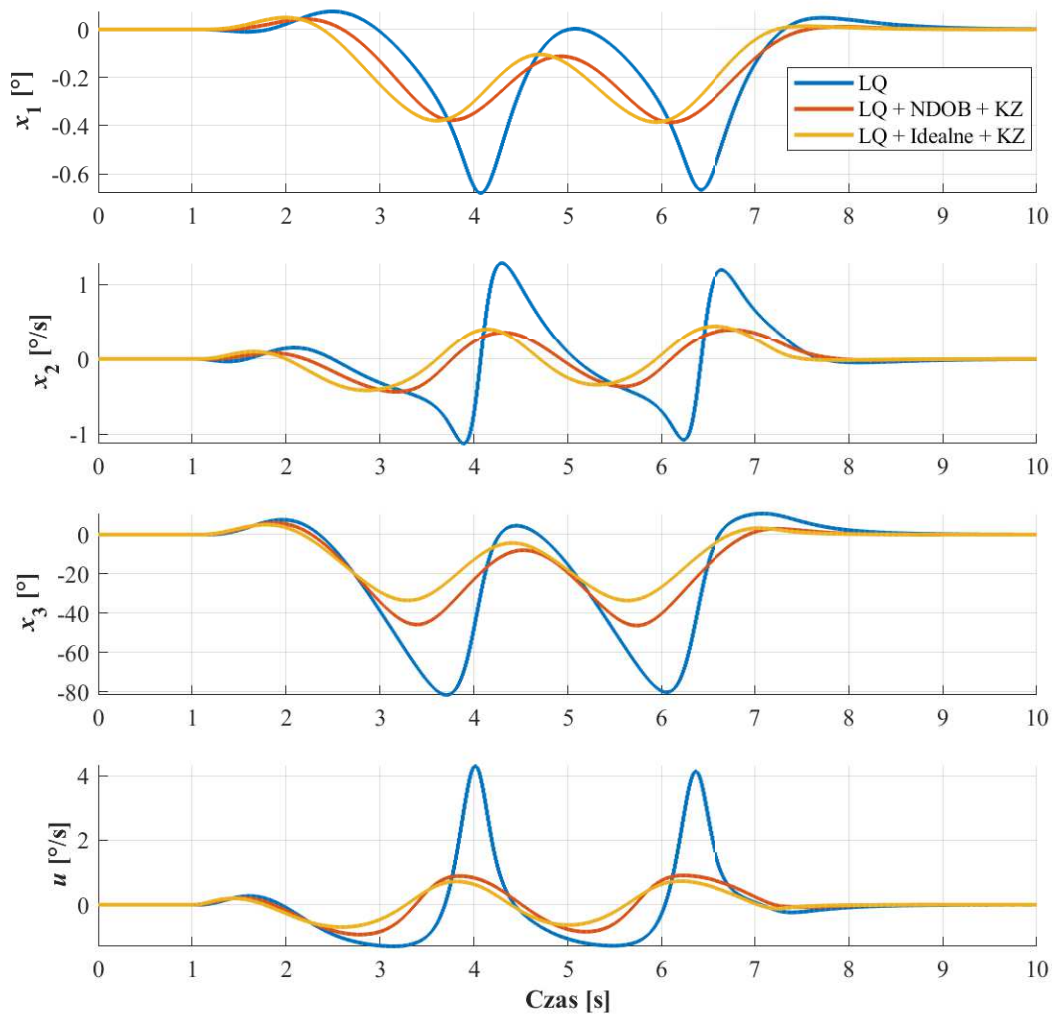 0
-0.2
-0.4
-0.6
x1 [°]
LQ
LQ + NDOB + KZ
LQ + Idealne + KZ
0 1 2 3 4 5 6 7 8 9 10
1
0
-1
x2 [°/s]
0 1 2 3 4 5 6 7 8 9 10
0
-20
-40
-60
-80
x3 [°]
0 1 2 3 4 5 6 7 8 9 10
4
2
0
u [°/s]
0 1 2 3 4 5 6 7 8 9 10
Czas [s]